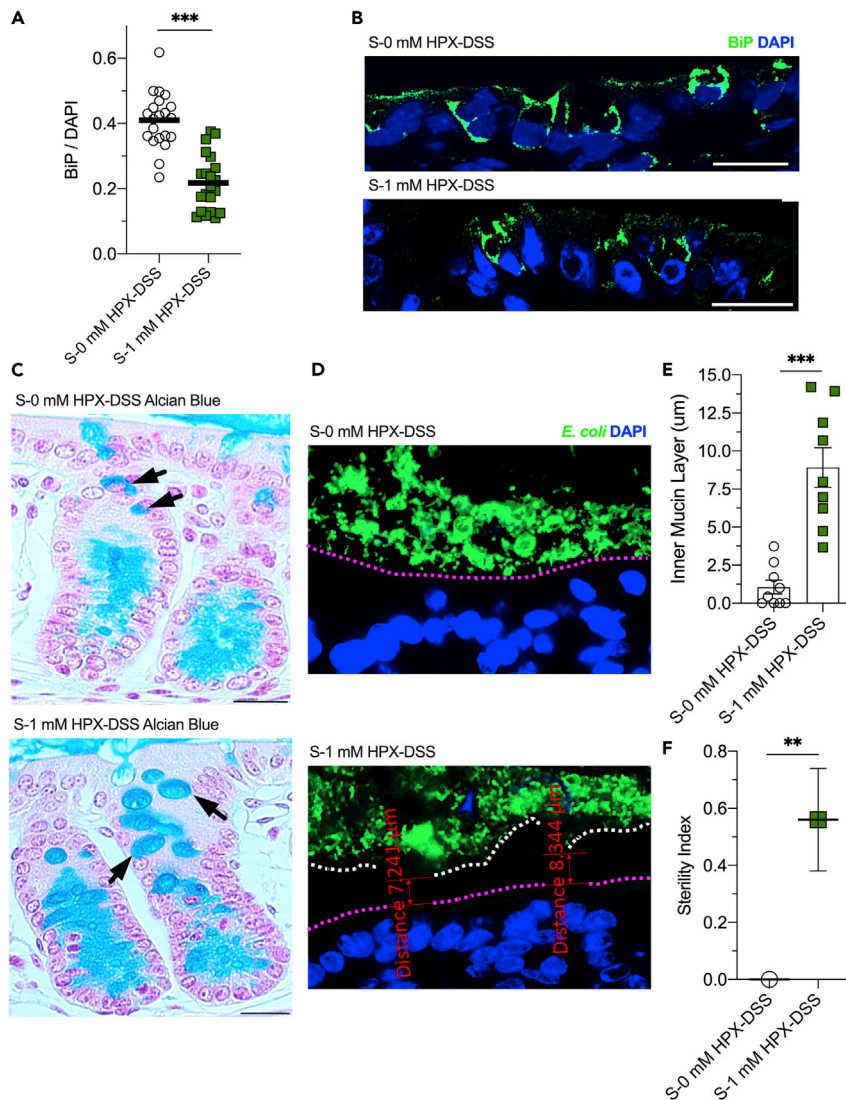 A
***
BiP / DAPI
0.6
0.4
0.2
0.0
S-0 mM HPX-DSS
S-1 mM HPX-DSS
B
S-0 mM HPX-DSS
BiP DAPI
S-1 mM HPX-DSS
C
S-0 mM HPX-DSS Alcian Blue
S-1 mM HPX-DSS Alcian Blue
D
S-0 mM HPX-DSS
E. coli DAPI
S-1 mM HPX-DSS
Distance 7.241 µm
Distance 8.344 µm
E
***
Inner Mucin Layer (um)
15.0
12.5
10.0
7.5
5.0
2.5
0.0
S-0 mM HPX-DSS
S-1 mM HPX-DSS
F
**
Sterility Index
0.8
0.6
0.4
0.2
0.0
S-0 mM HPX-DSS
S-1 mM HPX-DSS